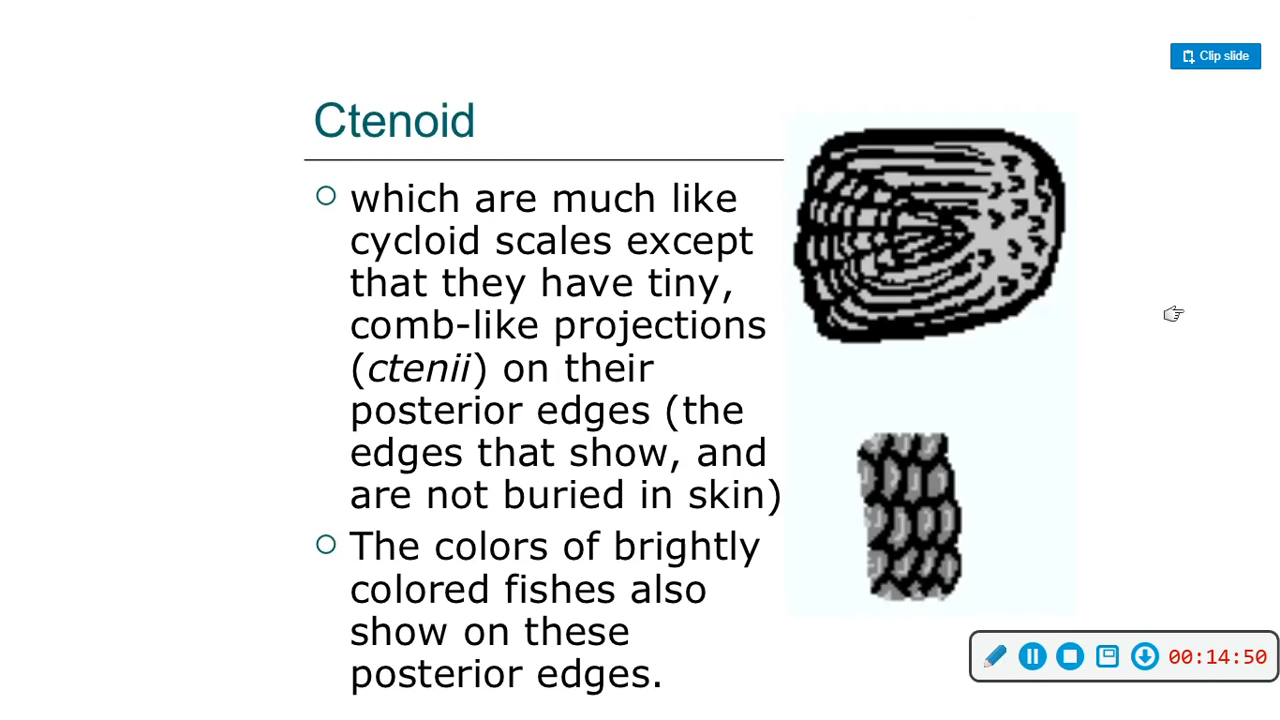 Clip slide
Ctenoid
which are much like
cycloid scales except
that they have tiny,
comb-like projections
(ctenii) on their
posterior edges (the
edges that show, and
are not buried in skin)
The colors of brightly
colored fishes also
show on these
posterior edges.
00:14:50